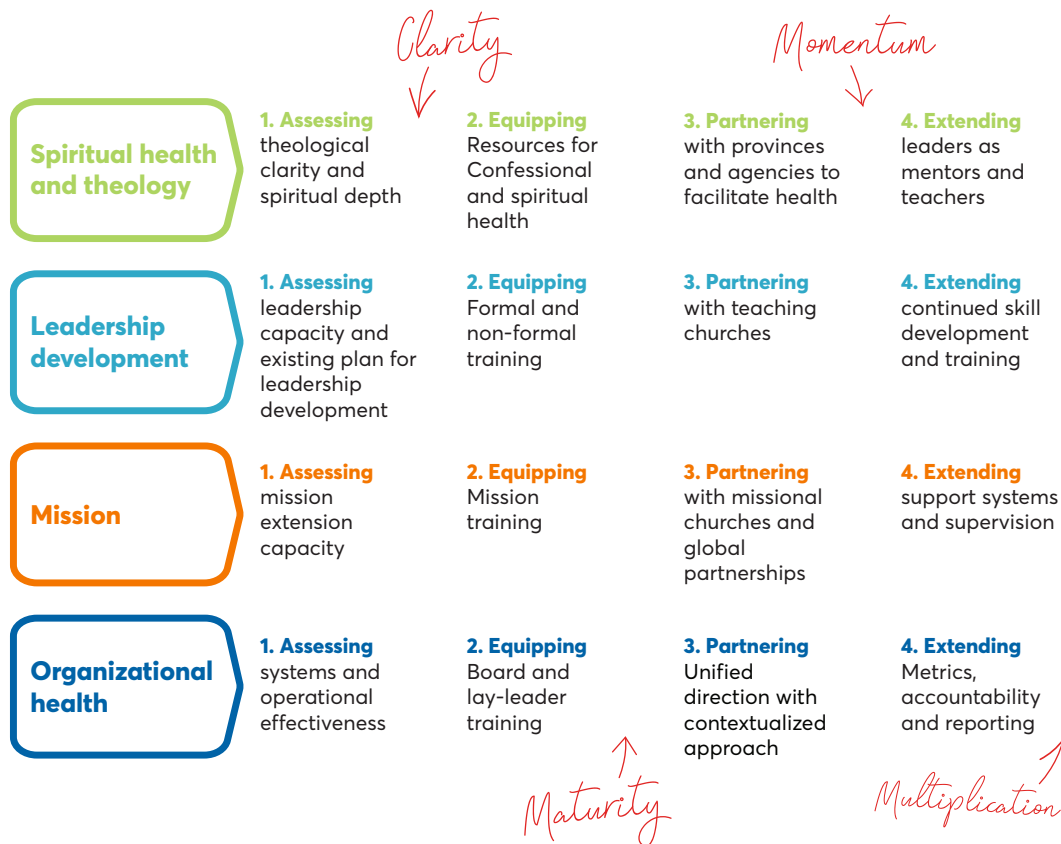 Clarity
Momentum
Spiritual health
and theology
1. Assessing
theological
clarity and
spiritual depth
2. Equipping
Resources for
Confessional
and spiritual
health
3. Partnering
with provinces
and agencies to
facilitate health
4. Extending
leaders as
mentors and
teachers
Leadership
development
1. Assessing
leadership
capacity and
existing plan for
leadership
development
2. Equipping
Formal and
non-formal
training
3. Partnering
with teaching
churches
4. Extending
continued skill
development
and training
Mission
1. Assessing
mission
extension
capacity
2. Equipping
Mission
training
3. Partnering
with missional
churches and
global
partnerships
4. Extending
support systems
and supervision
Organizational
health
1. Assessing
systems and
operational
effectiveness
2. Equipping
Board and
lay-leader
training
3. Partnering
Unified
direction with
contextualized
approach
4. Extending
Metrics,
accountability
and reporting
Maturity
Multiplication